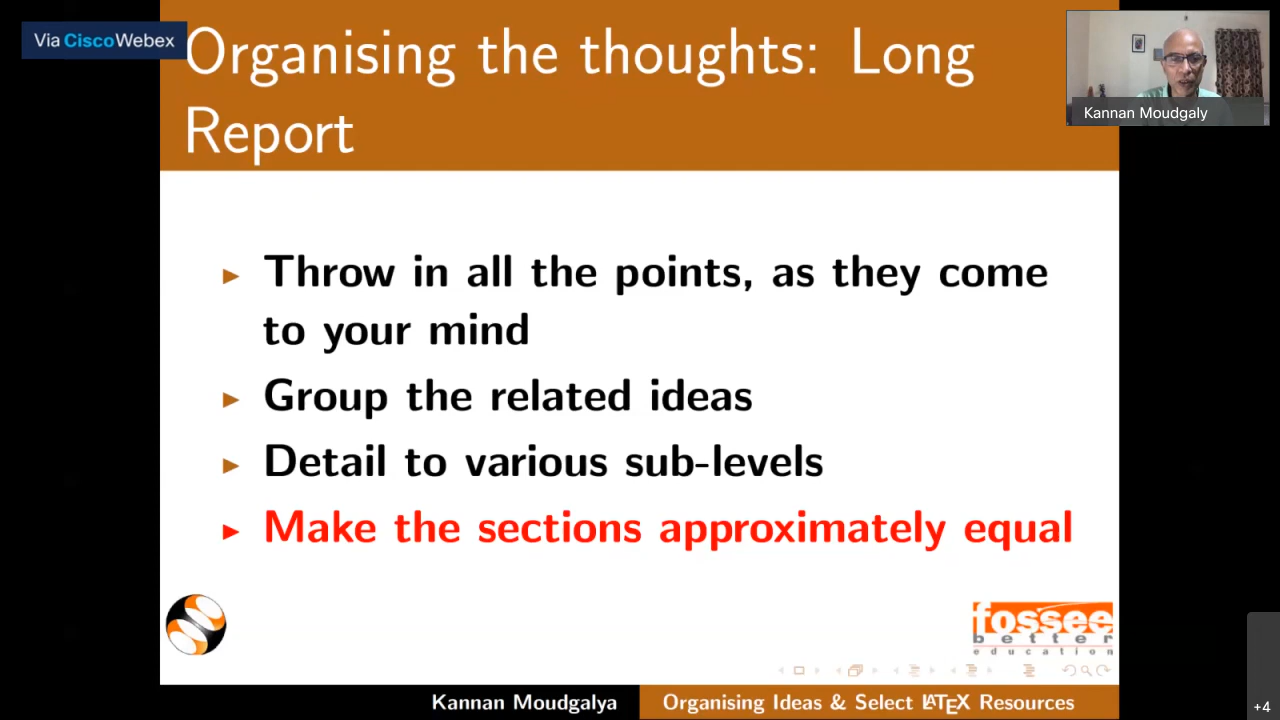 Via CiscoWebex
Organising the thoughts: Long
Report
Kannan Moudgaly
► Throw in all the points, as they come
to your mind
► Group the related ideas
► Detail to various sub-levels
► Make the sections approximately equal
fossee
better
education
Kannan Moudgalya
Organising Ideas & Select LATEX Resources
+4